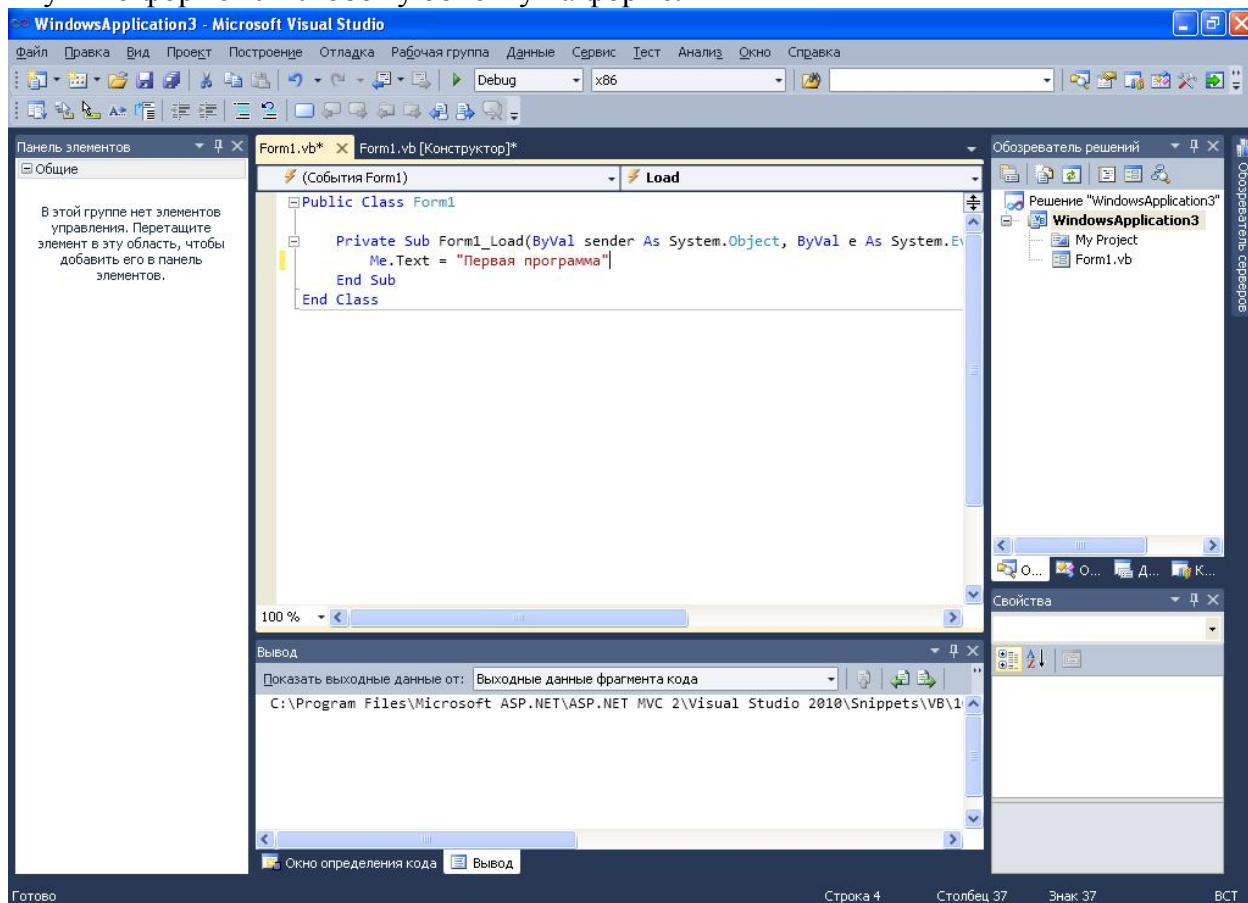 WindowsApplication3 - Microsoft Visual Studio
Файл Правка Вид Проект Построение Отладка Рабочая группа Данные Сервис Тест Анализ Окно Справка
Debug x86
Панель элементов
Общие
В этой группе нет элементов
управления. Перетащите
элемент в эту область, чтобы
добавить его в панель
элементов.
Form1.vb* Form1.vb [Конструктор]*
(События Form1) Load
Public Class Form1
Private Sub Form1_Load(ByVal sender As System.Object, ByVal e As System.Ev
Me.Text = "Первая программа"
End Sub
End Class
100 %
Вывод
Показать выходные данные от: Выходные данные фрагмента кода
C:\Program Files\Microsoft ASP.NET\ASP.NET MVC 2\Visual Studio 2010\Snippets\VB\1
Окно определения кода Вывод
Обозреватель решений
Решение "WindowsApplication3"
WindowsApplication3
My Project
Form1.vb
О... О... Д... К...
Свойства
Обозреватель серверов
Готово Строка 4 Столбец 37 Знак 37 ВСТ